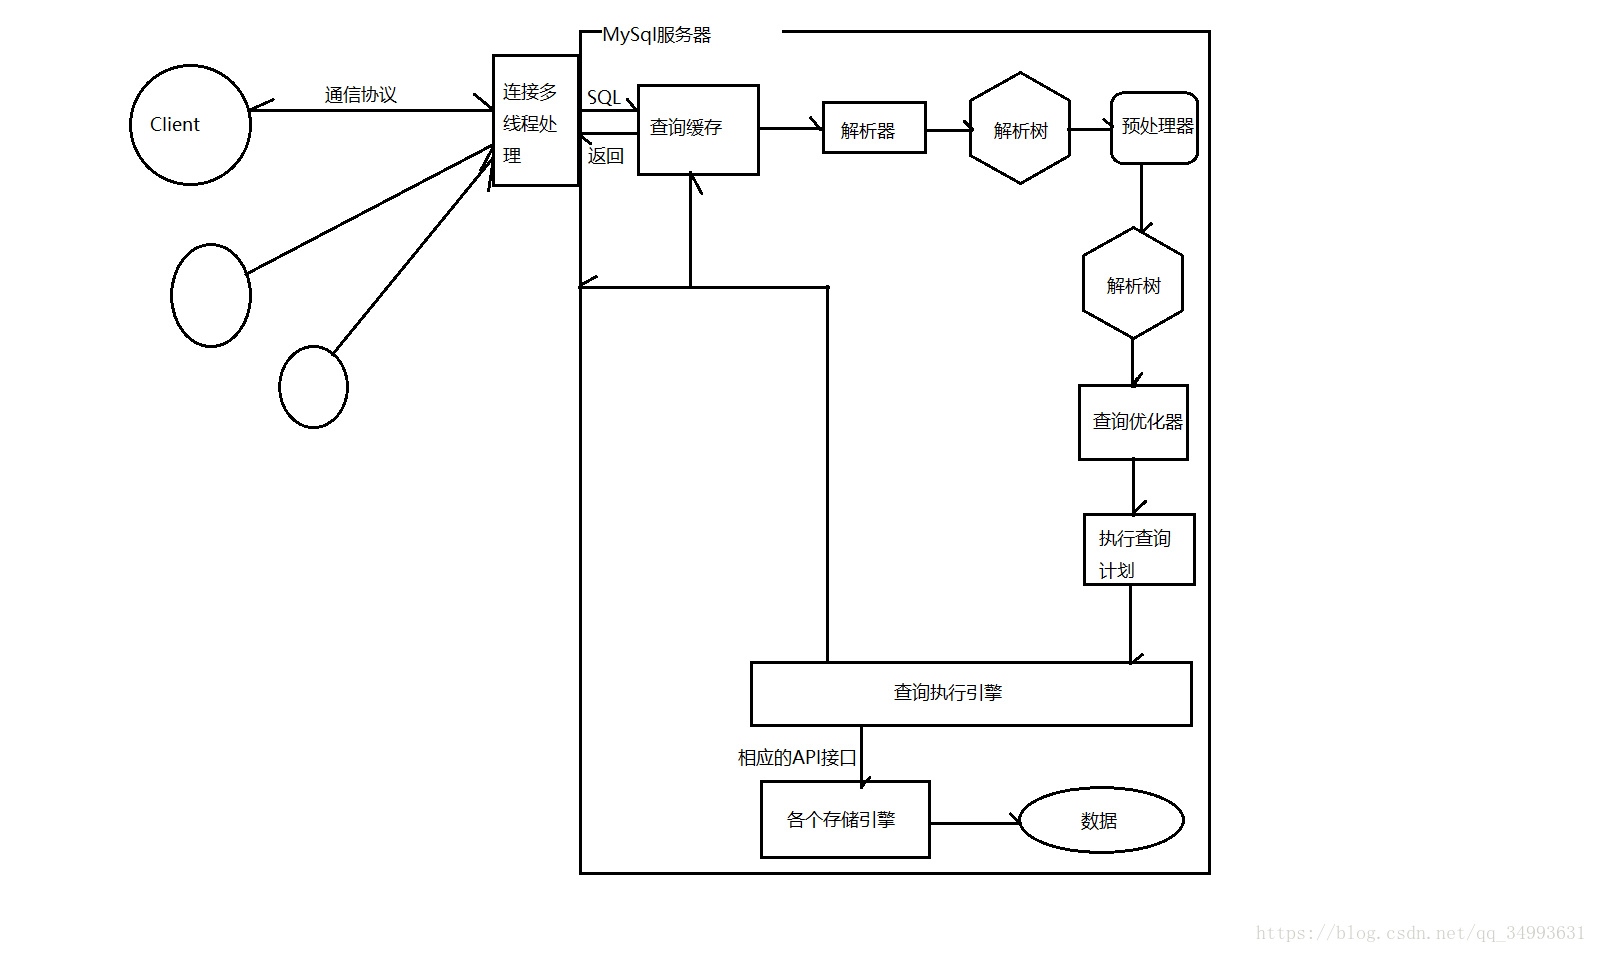 MySql服务器
Client
通信协议
连接多
线程处
理
SQL
返回
查询缓存
解析器
解析树
预处理器
解析树
查询优化器
执行查询
计划
查询执行引擎
相应的API接口
各个存储引擎
数据
https://blog.csdn.net/qq_34993631